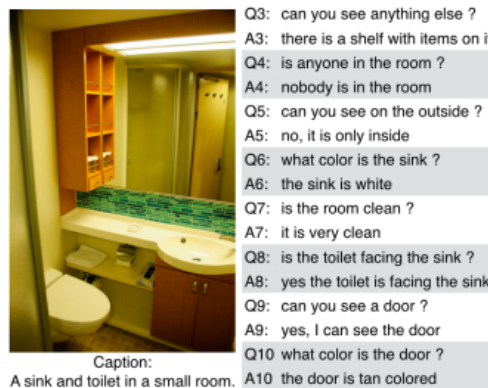 Q3: can you see anything else ?
A3: there is a shelf with items on
Q4: is anyone in the room ?
A4: nobody is in the room
Q5: can you see on the outside ?
A5: no, it is only inside
Q6: what color is the sink ?
A6: the sink is white
Q7: is the room clean ?
A7: it is very clean
Q8: is the toilet facing the sink ?
A8: yes the toilet is facing the sink
Q9: can you see a door ?
A9: yes, I can see the door
Q10 what color is the door ?
A10 the door is tan colored
Caption:
A sink and toilet in a small room.